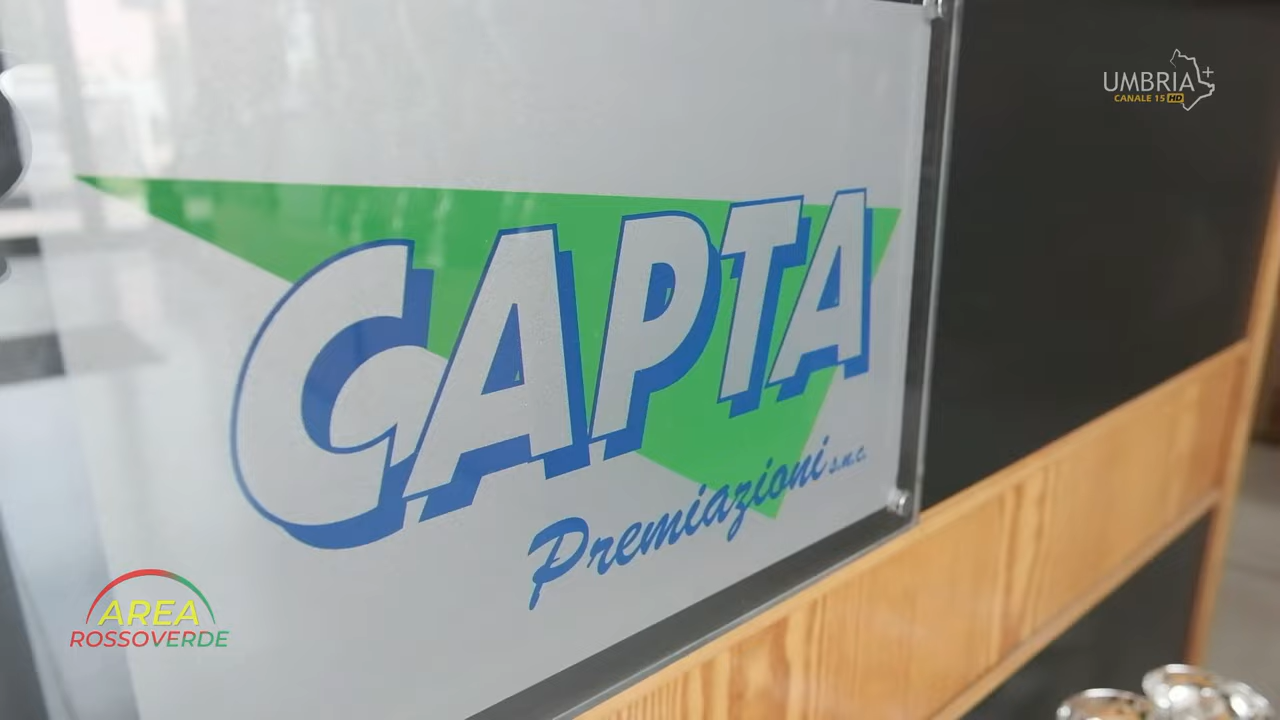 UMBRIA+
CANALE 15 HD
CAPTA
Premiazioni s.n.c.
AREA
ROSSOVERDE